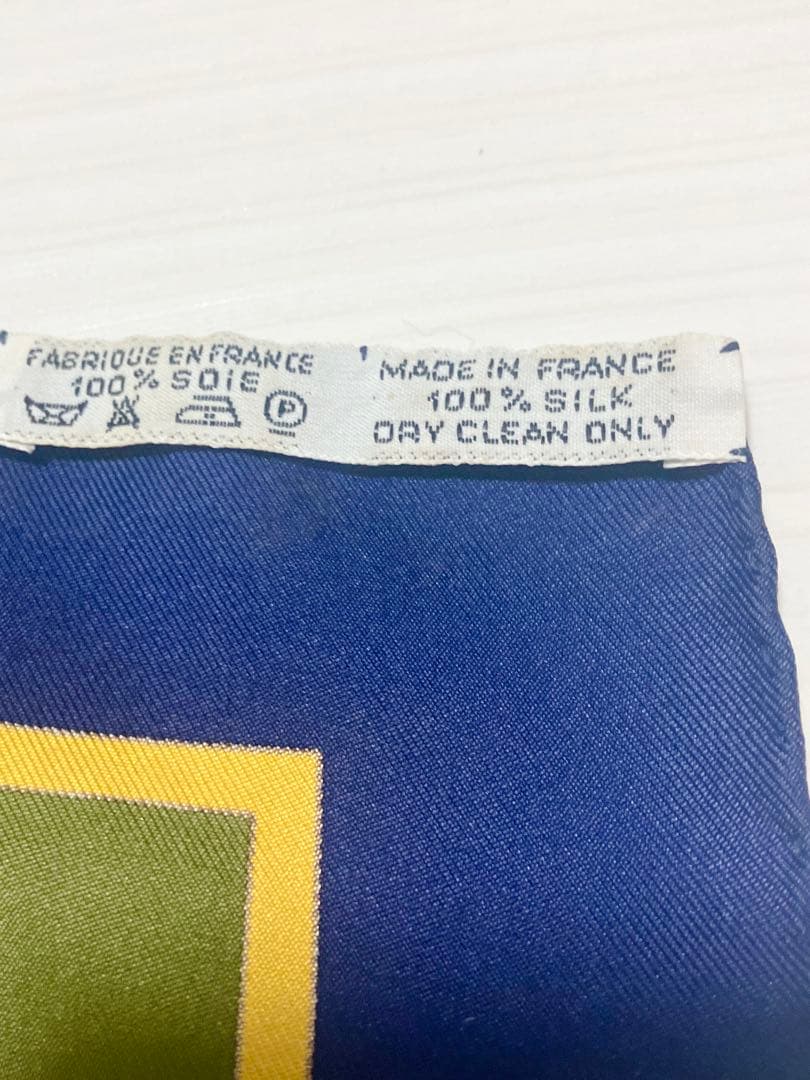 FABRIQUE EN FRANCE
100% SOIE
P
MADE IN FRANCE
100% SILK
DRY CLEAN ONLY